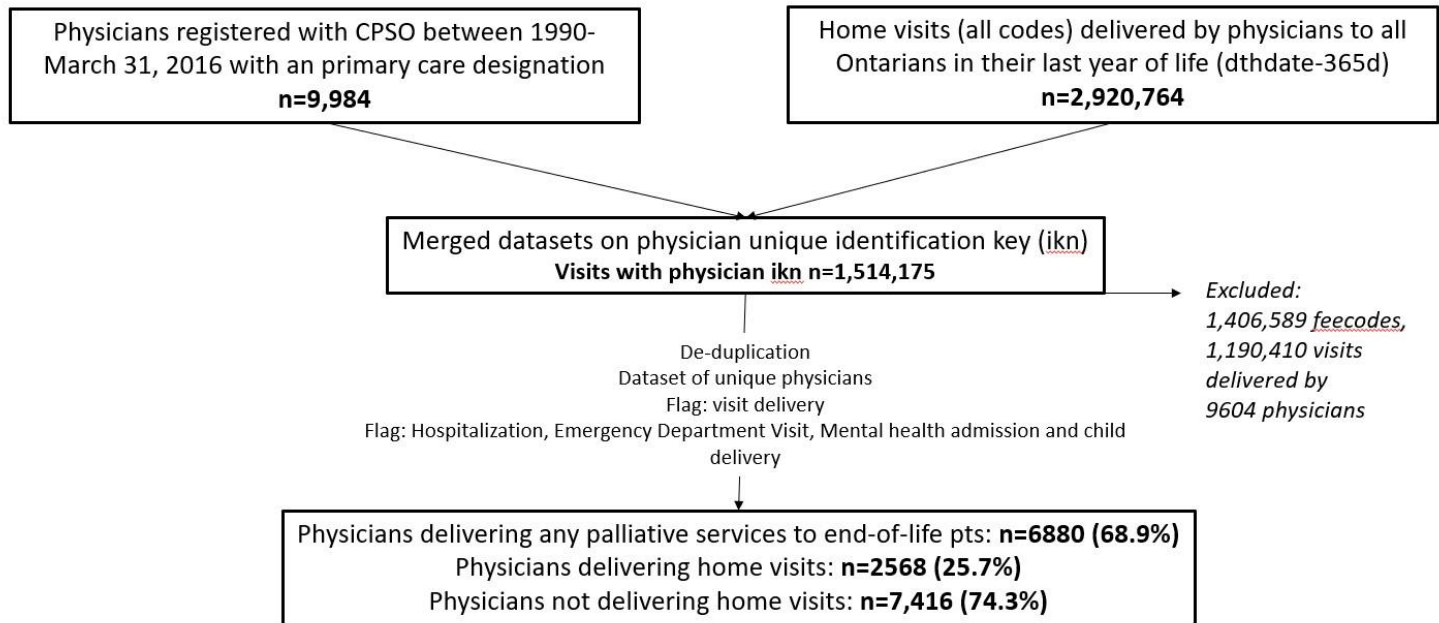 Physicians registered with CPSO between 1990-
March 31, 2016 with an primary care designation
n=9,984
Home visits (all codes) delivered by physicians to all
Ontarians in their last year of life (dthdate-365d)
n=2,920,764
Merged datasets on physician unique identification key (ikn)
Visits with physician ikn n=1,514,175
Excluded:
1,406,589 feecodes,
1,190,410 visits
delivered by
9604 physicians
De-duplication
Dataset of unique physicians
Flag: visit delivery
Flag: Hospitalization, Emergency Department Visit, Mental health admission and child
delivery
Physicians delivering any palliative services to end-of-life pts: n=6880 (68.9%)
Physicians delivering home visits: n=2568 (25.7%)
Physicians not delivering home visits: n=7,416 (74.3%)